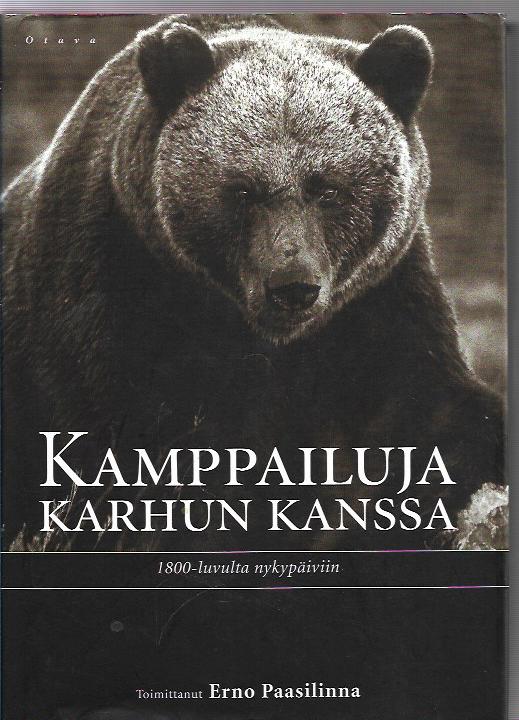 Otava
KAMPPAILUJA
KARHUN KANSSA
1800-luvulta nykypäiviin
Toimittanut Erno Paasilinna